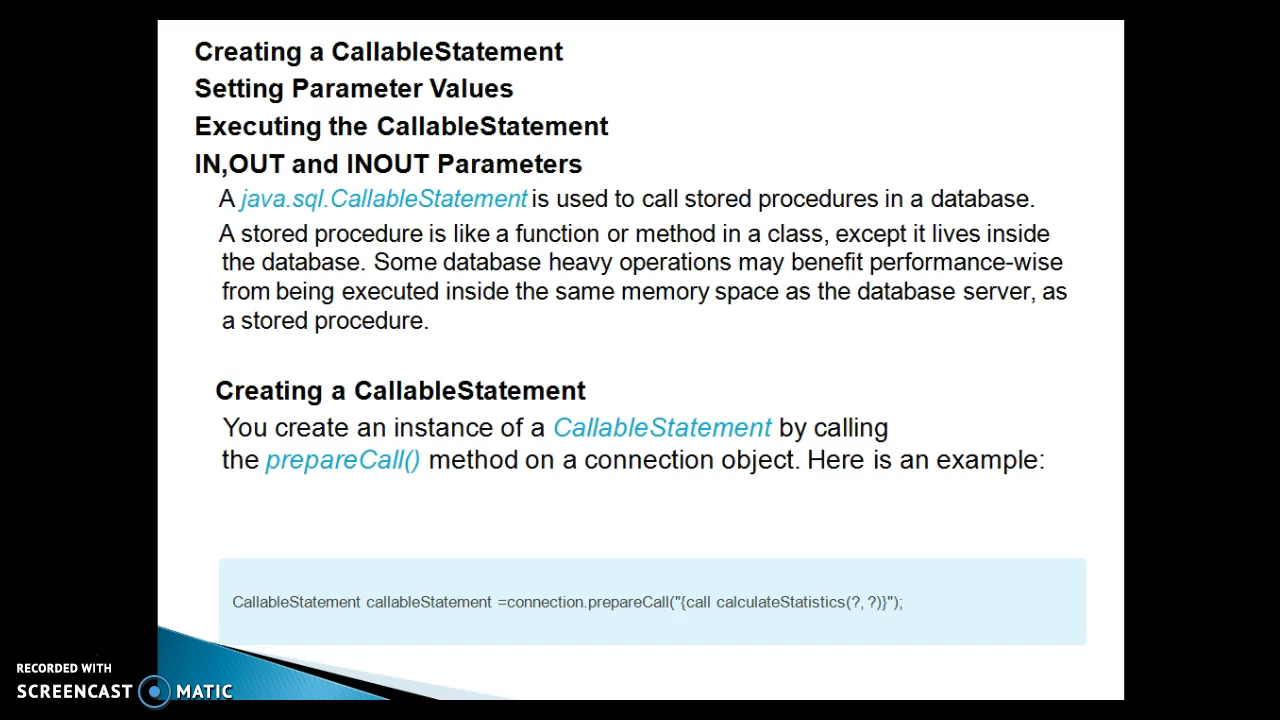 Creating a CallableStatement
Setting Parameter Values
Executing the CallableStatement
IN,OUT and INOUT Parameters
A java.sql.CallableStatement is used to call stored procedures in a database.
A stored procedure is like a function or method in a class, except it lives inside
the database. Some database heavy operations may benefit performance-wise
from being executed inside the same memory space as the database server, as
a stored procedure.
Creating a CallableStatement
You create an instance of a CallableStatement by calling
the prepareCall() method on a connection object. Here is an example:
CallableStatement callableStatement =connection.prepareCall("{call calculateStatistics(?, ?)}");
RECORDED WITH
SCREENCAST MATIC